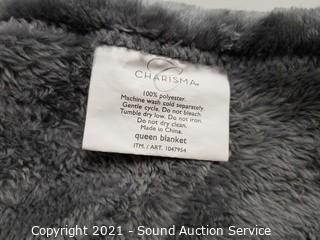 CHARISMA
100% polyester.
Machine wash cold separately.
Gentle cycle. Do not bleach.
Tumble dry low. Do not iron.
Do not dry clean.
Made in China.
queen blanket
ITM. / ART. 1047954
Copyright 2021 - Sound Auction Service